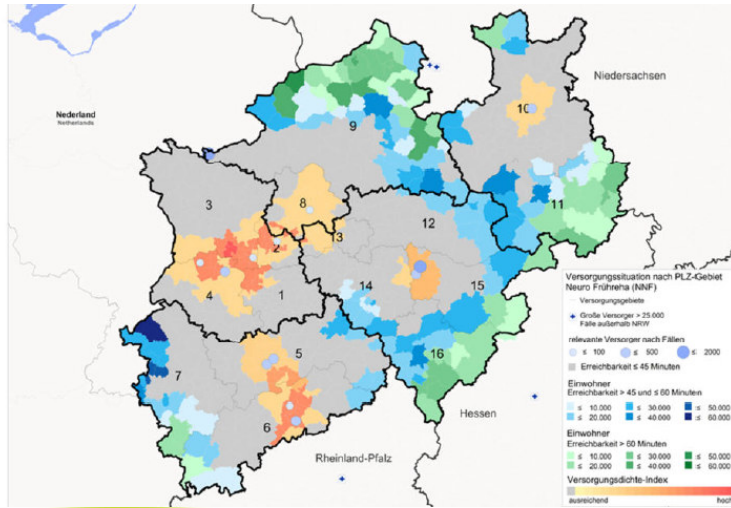 Niedersachsen
Nederland
Netherlands
10
9
3
8
11
12
2
13
15
4
1
14
5
16
7
6
Hessen
Rheinland-Pfalz
Versorgungssituation nach PLZ-Gebiet
Neuro Frühreha (NNF)
Versorgungsgebiete
Große Versorger > 25.000
Fälle außerhalb NRW
relevante Versorger nach Fällen
≤ 100 ≤ 500 ≤ 2000
Erreichbarkeit ≤ 45 Minuten
Einwohner
Erreichbarkeit > 45 und ≤ 60 Minuten
≤ 10.000 ≤ 30.000 ≤ 50.000
≤ 20.000 ≤ 40.000 ≤ 60.000
Einwohner
Erreichbarkeit > 60 Minuten
≤ 10.000 ≤ 30.000 ≤ 50.000
≤ 20.000 ≤ 40.000 ≤ 60.000
Versorgungsdichte-Index
ausreichend hoch